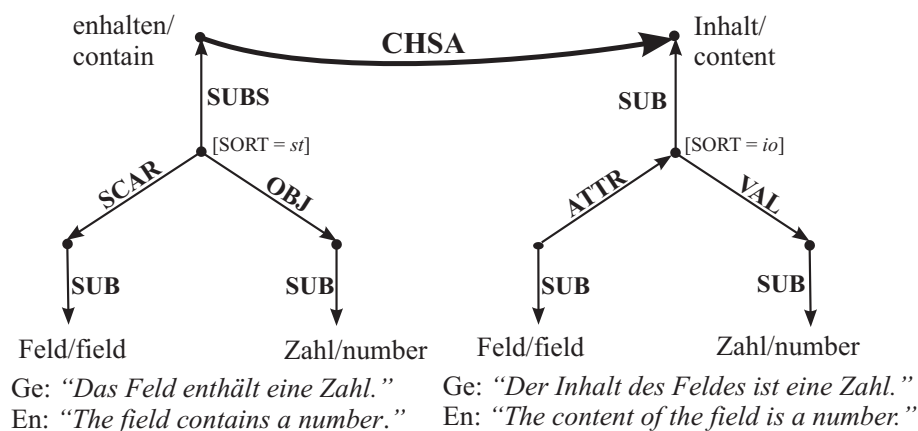 enhalten/
contain
CHSA
Inhalt/
content
SUBS
SUB
[SORT = st]
[SORT = io]
SCAR
OBJ
ATTR
VAL
SUB
SUB
SUB
SUB
Feld/field
Zahl/number
Feld/field
Zahl/number
Ge: “Das Feld enthält eine Zahl.”
En: “The field contains a number.”
Ge: “Der Inhalt des Feldes ist eine Zahl.”
En: “The content of the field is a number.”